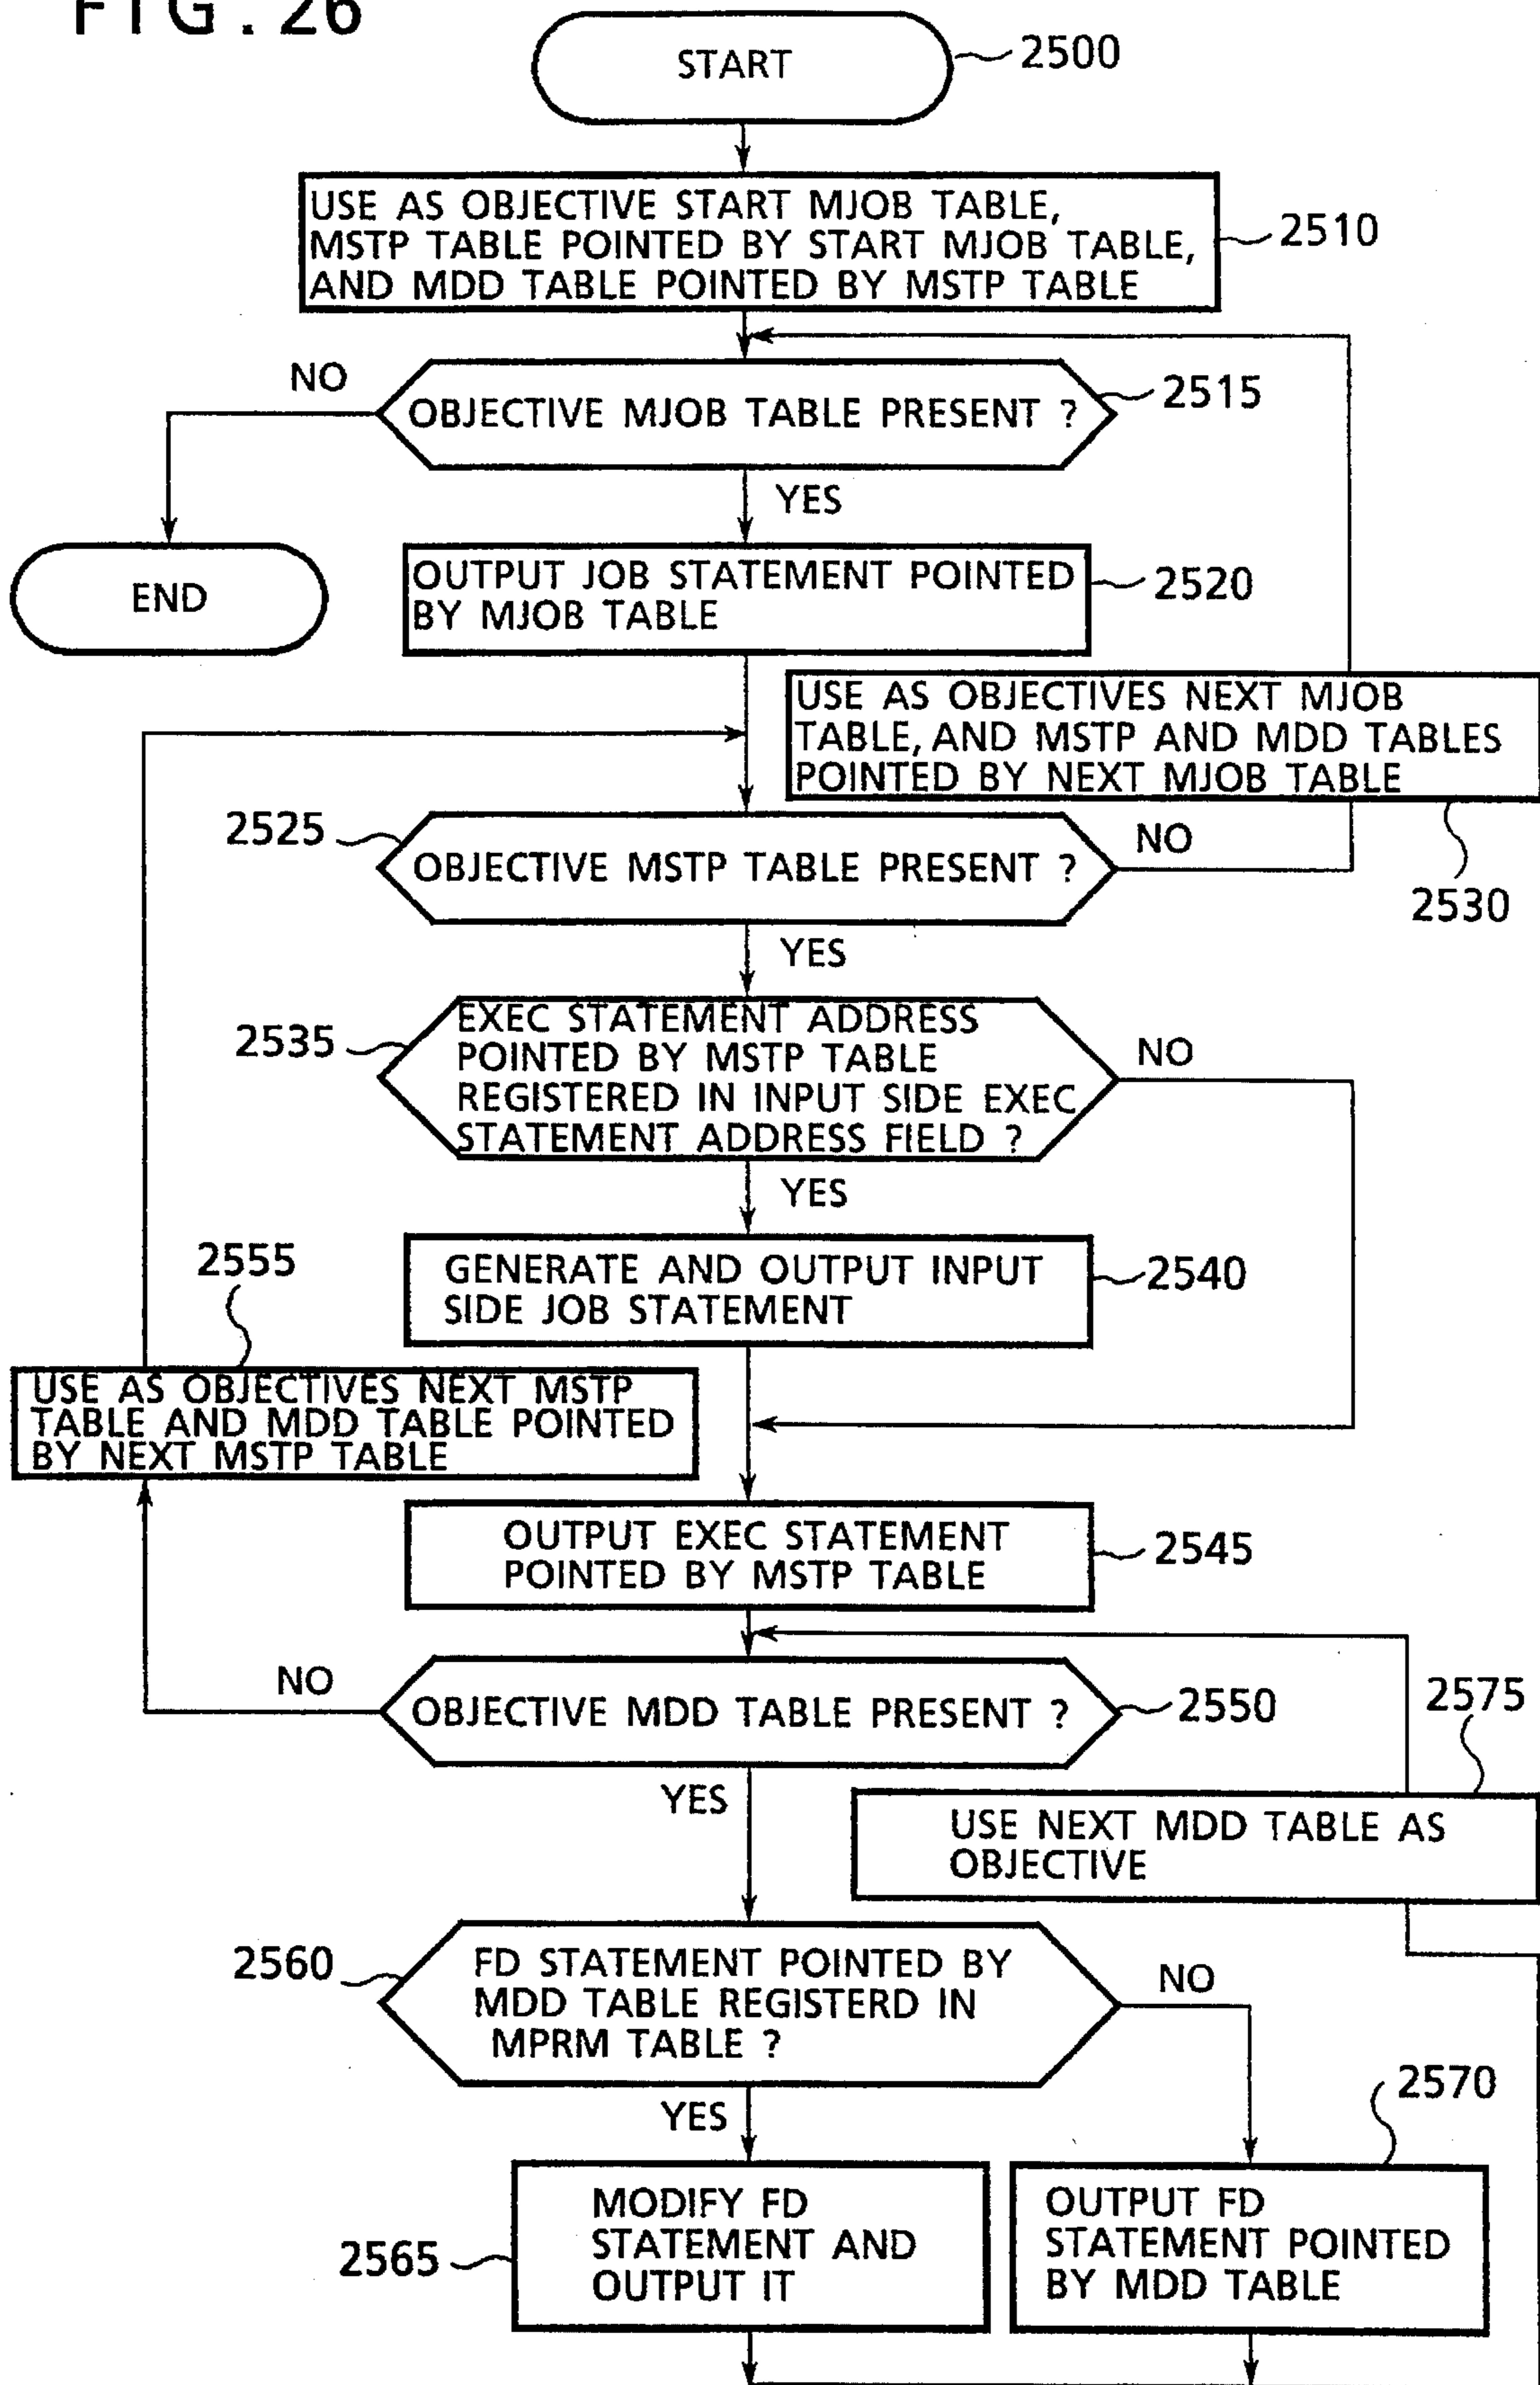 FIG. 26
START
2500
USE AS OBJECTIVE START MJOB TABLE,
MSTP TABLE POINTED BY START MJOB TABLE,
AND MDD TABLE POINTED BY MSTP TABLE
2510
NO
OBJECTIVE MJOB TABLE PRESENT ?
2515
YES
END
OUTPUT JOB STATEMENT POINTED
BY MJOB TABLE
2520
USE AS OBJECTIVES NEXT MJOB
TABLE, AND MSTP AND MDD TABLES
POINTED BY NEXT MJOB TABLE
2530
2525
OBJECTIVE MSTP TABLE PRESENT ?
NO
YES
2535
EXEC STATEMENT ADDRESS
POINTED BY MSTP TABLE
REGISTERED IN INPUT SIDE EXEC
STATEMENT ADDRESS FIELD ?
NO
YES
GENERATE AND OUTPUT INPUT
SIDE JOB STATEMENT
2540
2555
USE AS OBJECTIVES NEXT MSTP
TABLE AND MDD TABLE POINTED
BY NEXT MSTP TABLE
OUTPUT EXEC STATEMENT
POINTED BY MSTP TABLE
2545
NO
OBJECTIVE MDD TABLE PRESENT ?
2550
YES
2575
USE NEXT MDD TABLE AS
OBJECTIVE
2560
FD STATEMENT POINTED BY
MDD TABLE REGISTERD IN
MPRM TABLE ?
NO
YES
2565
MODIFY FD
STATEMENT AND
OUTPUT IT
2570
OUTPUT FD
STATEMENT POINTED
BY MDD TABLE